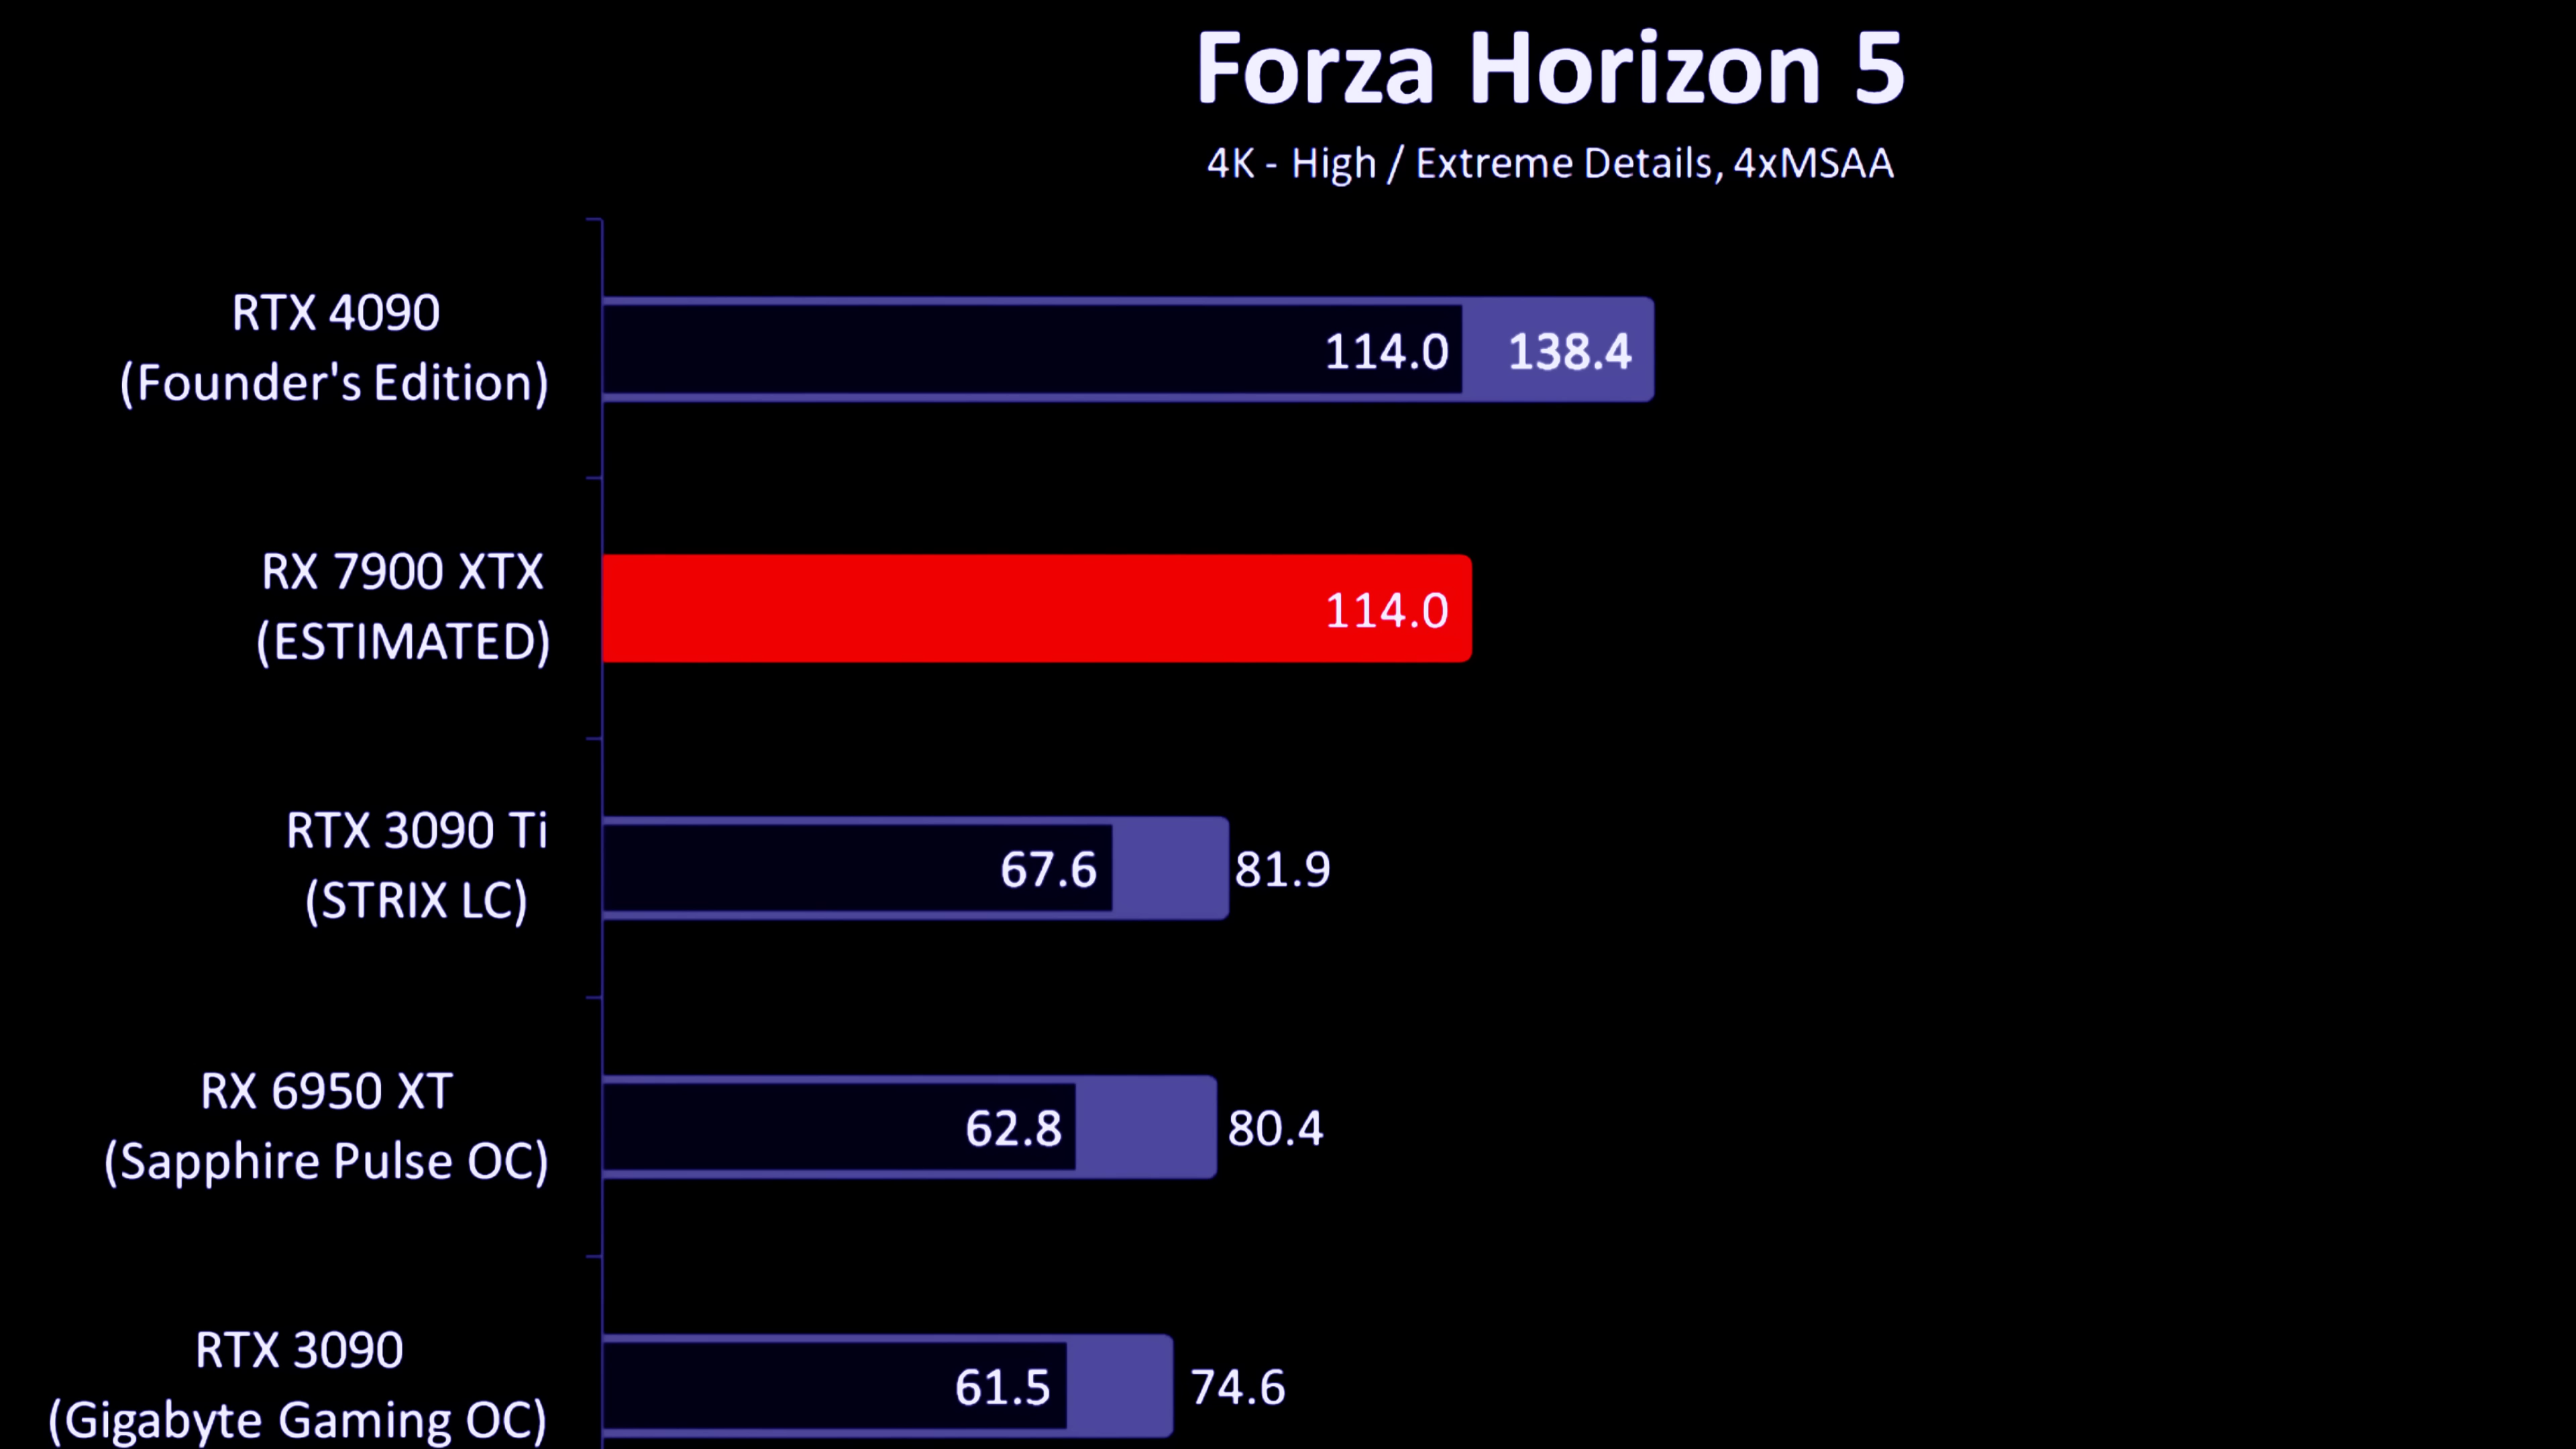 Forza Horizon 5
4K - High / Extreme Details, 4xMSAA
RTX 4090
(Founder's Edition)
114.0 138.4
RX 7900 XTX
(ESTIMATED)
114.0
RTX 3090 Ti
(STRIX LC)
67.6 81.9
RX 6950 XT
(Sapphire Pulse OC)
62.8 80.4
RTX 3090
(Gigabyte Gaming OC)
61.5 74.6